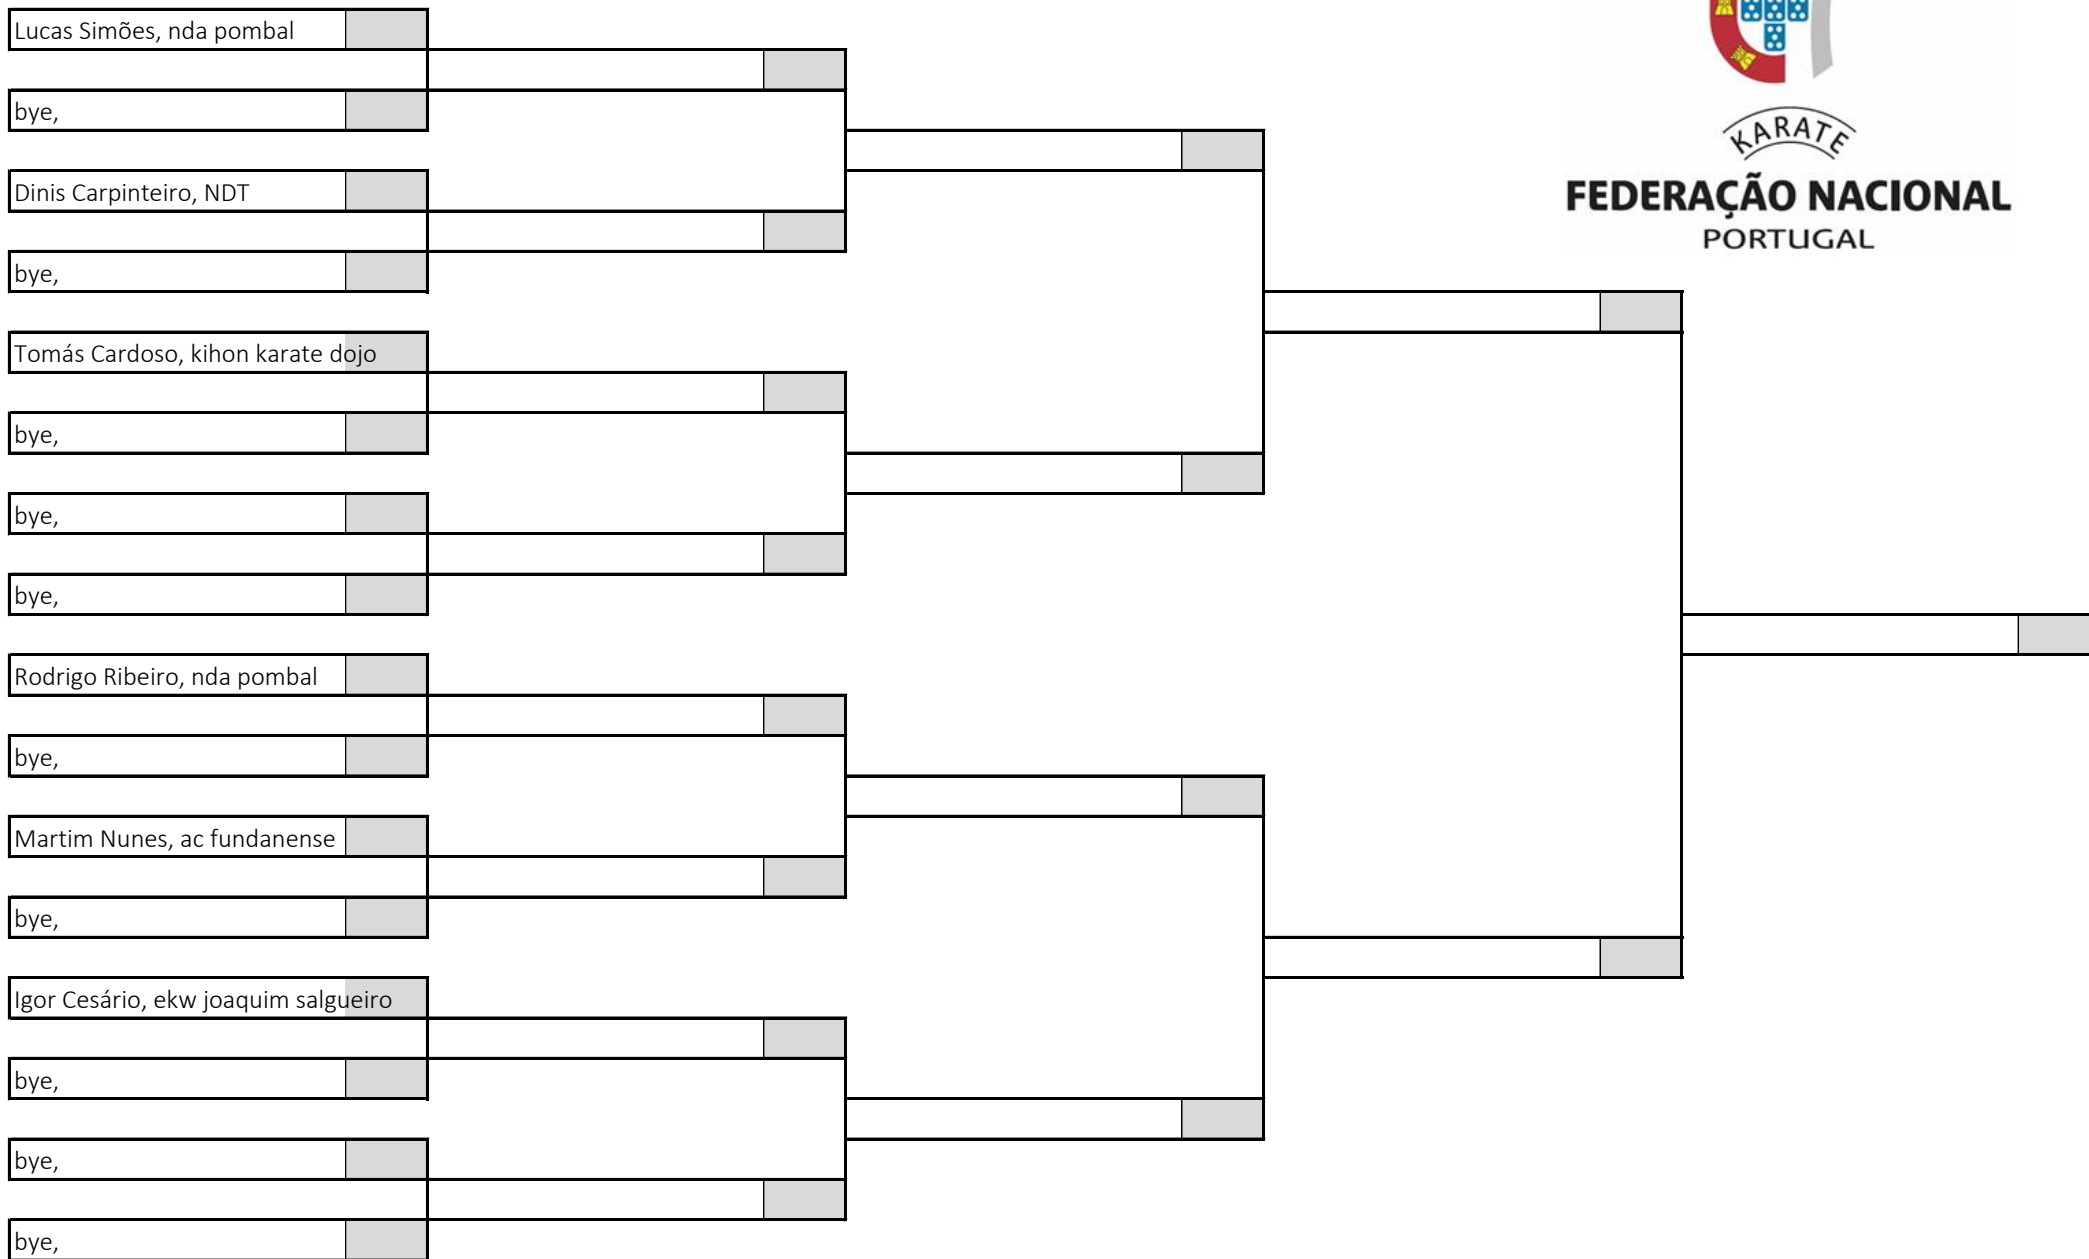 Lucas Simões, nda pombal
bye,
Dinis Carpinteiro, NDT
bye,
Tomás Cardoso, kihon karate dojo
bye,
bye,
bye,
Rodrigo Ribeiro, nda pombal
bye,
Martim Nunes, ac fundanense
bye,
Igor Cesário, ekw joaquim salgueiro
bye,
bye,
bye,
KARATE
FEDERAÇÃO NACIONAL
PORTUGAL